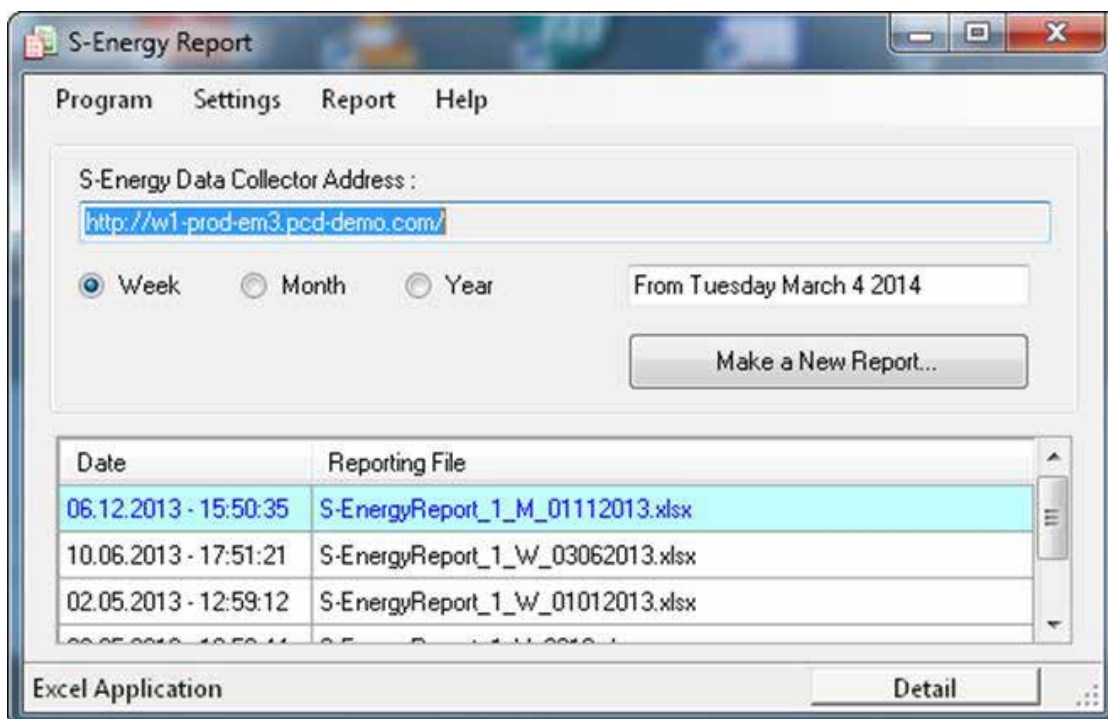 S-Energy Report
Program Settings Report Help
S-Energy Data Collector Address :
http://w1-prod-em3.pcd-demo.com/
Week Month Year From Tuesday March 4 2014
Make a New Report...
Date Reporting File
06.12.2013 - 15:50:35 S-EnergyReport_1_M_01112013.xlsx
10.06.2013 - 17:51:21 S-EnergyReport_1_W_03062013.xlsx
02.05.2013 - 12:59:12 S-EnergyReport_1_W_01012013.xlsx
Excel Application Detail